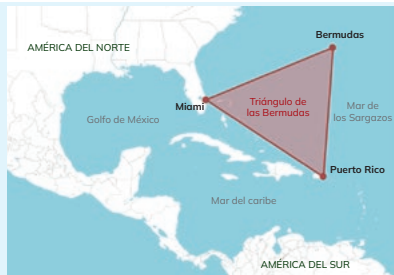 Bermudas
AMÉRICA DEL NORTE
Miami
Triángulo de
las Bermudas
Mar de
los Sargazos
Golfo de México
Puerto Rico
Mar del caribe
AMÉRICA DEL SUR